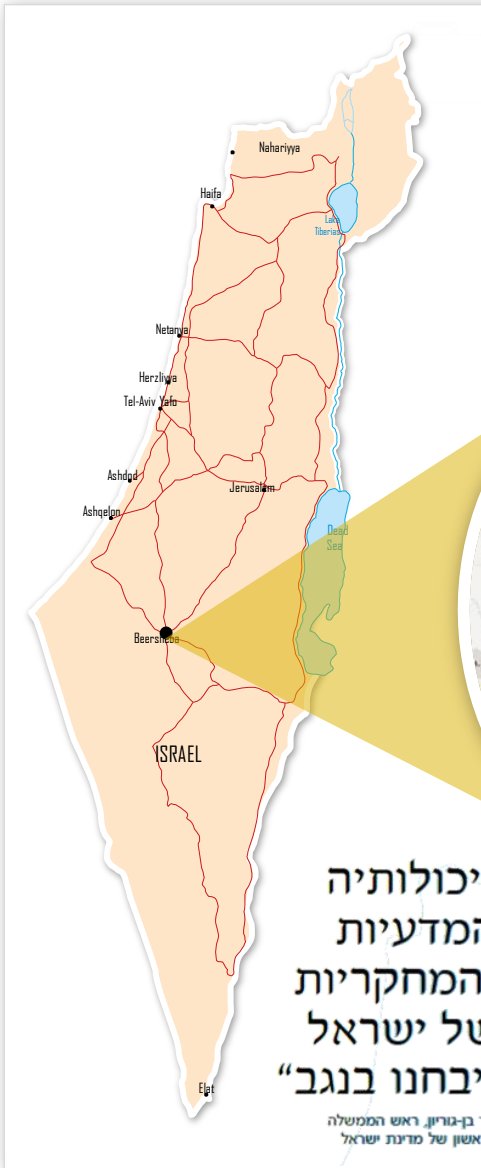 Nahariyya
Haifa
Lake
Tiberias
Netanya
Herzliyya
Tel-Aviv Yafo
Ashdod
Jerusalem
Ashqelon
Dead
Sea
Beersheba
ISRAEL
Elat
יכולותיה
המדעיות
המחקריות
של ישראל
יבחנו בנגב“
בן-גוריון, ראש הממשלה
של מדינת ישראל